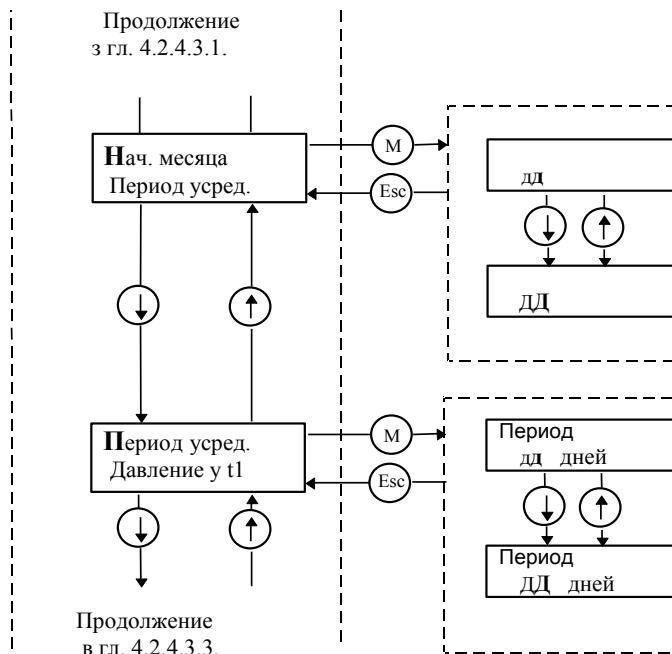 Продолжение
з гл. 4.2.4.3.1.
Нач. месяца
Период усред.
М
Esc
дд
ДД
Период усред.
Давление у t1
М
Esc
Период
дд дней
Период
ДД дней
Продолжение
в гл. 4.2.4.3.3.